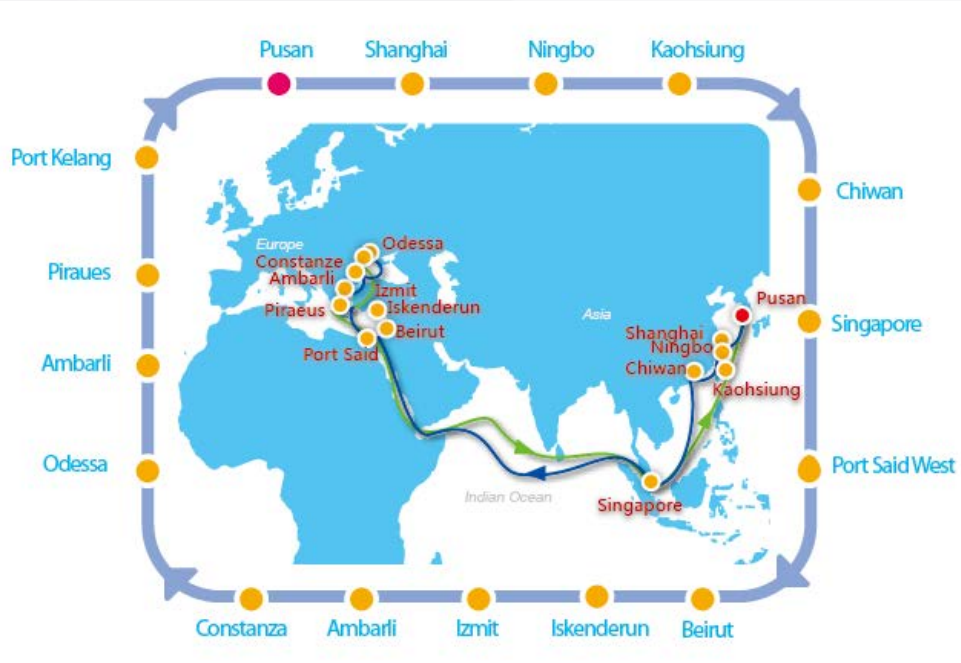 Pusan
Shanghai
Ningbo
Kaohsiung
Port Kelang
Chiwan
Piraues
Singapore
Ambarli
Port Said West
Odessa
Constanza
Ambarli
Izmit
Iskenderun
Beirut
Europe
Odessa
Constanze
Ambarli
Izmit
Piraeus
Iskenderun
Beirut
Port Said
Asia
Pusan
Shanghai
Ningbo
Chiwan
Kaohsiung
Indian Ocean
Singapore